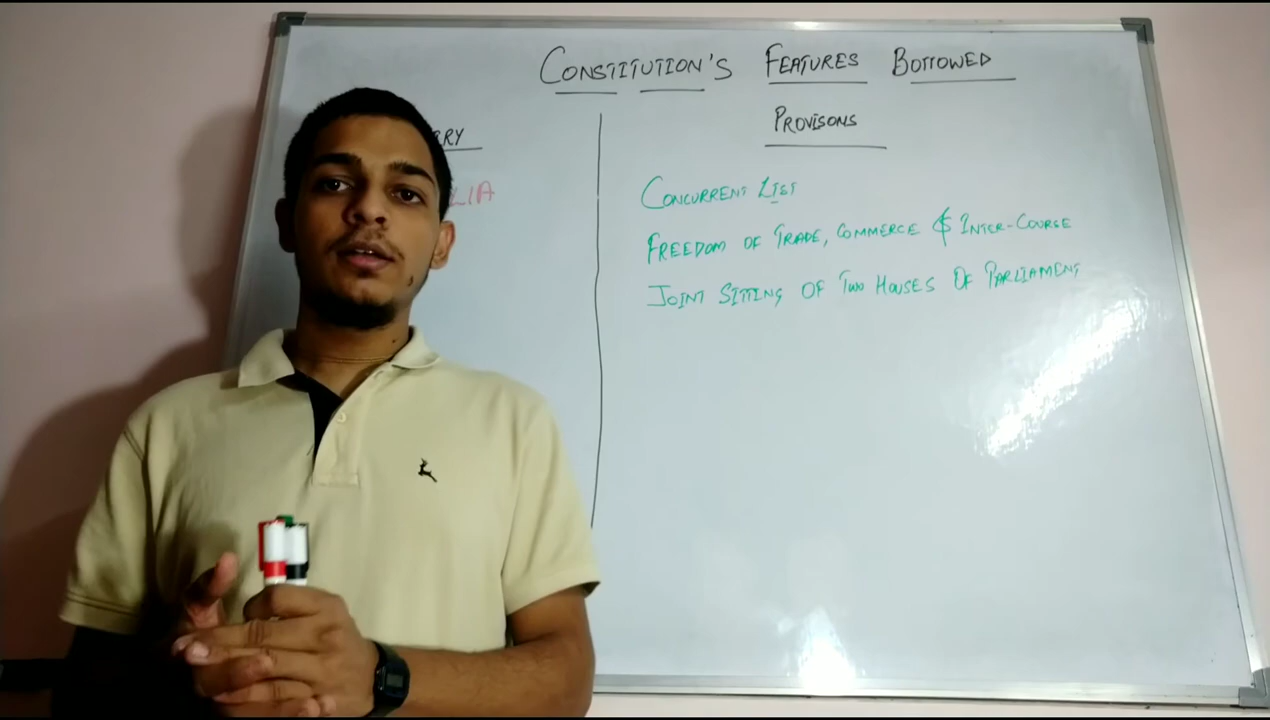 CONSTITUTION'S FEATURES BORROWED
RRY
PROVISONS
LIA
CONCURRENT LIST
FREEDOM OF TRADE, COMMERCE & INTER-COURSE
JOINT SITTING OF TWO HOUSES OF PARLIAMENT